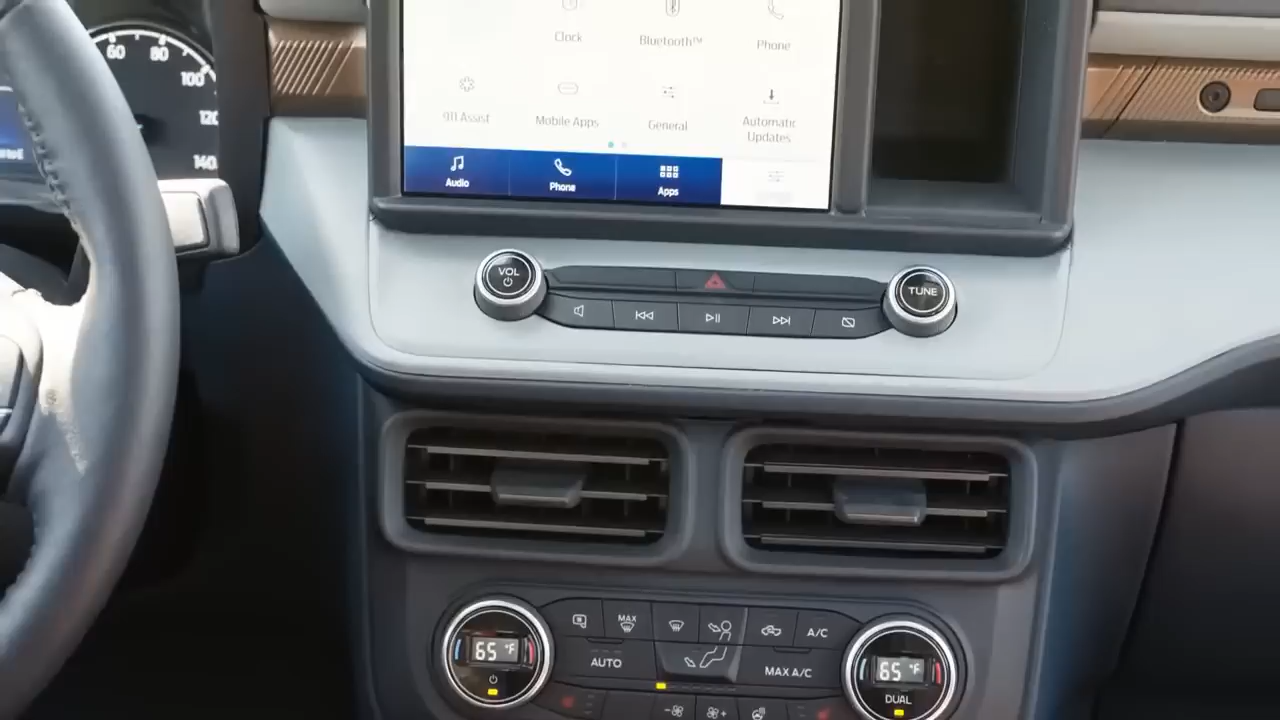 60
80
100
120
140
Clock
Bluetooth™
Phone
911 Assist
Mobile Apps
General
Automatic
Updates
Audio
Phone
Apps
VOL
TUNE
MAX
A/C
65 °F
AUTO
MAX A/C
65 °F
DUAL